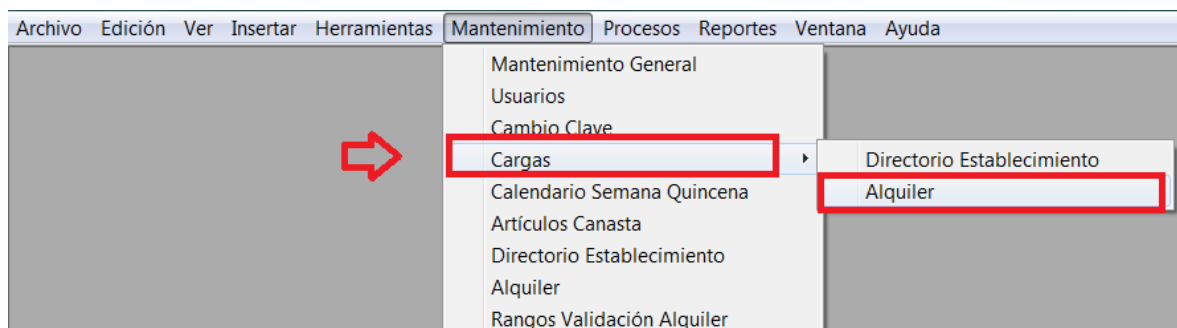 Archivo Edición Ver Insertar Herramientas Mantenimiento Procesos Reportes Ventana Ayuda
Mantenimiento General
Usuarios
Cambio Clave
Cargas
Directorio Establecimiento
Alquiler
Calendario Semana Quincena
Artículos Canasta
Directorio Establecimiento
Alquiler
Rangos Validación Alquiler